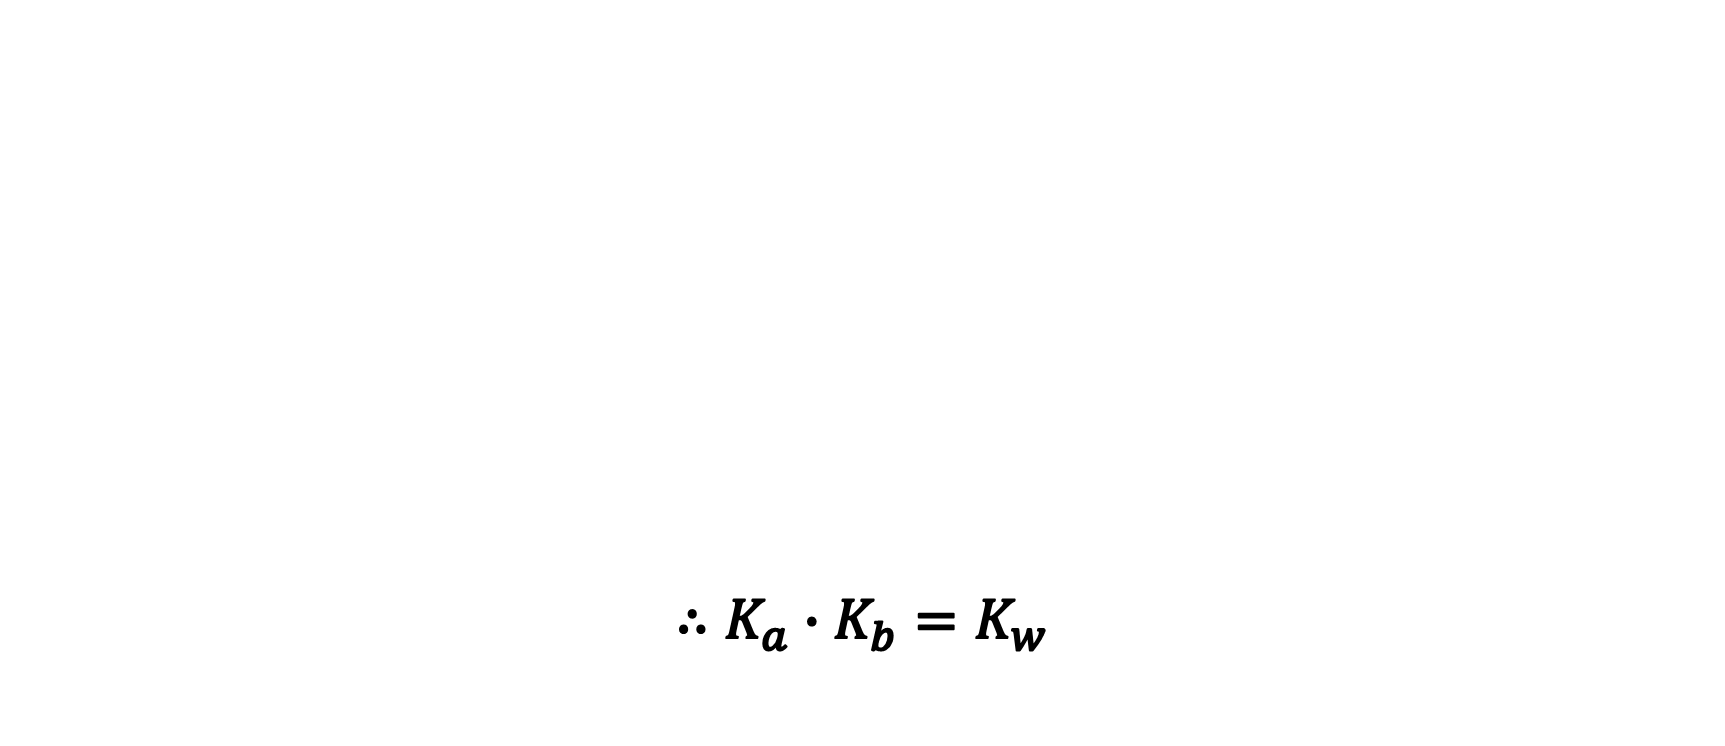 ∴ Kₐ · K_b = K_w